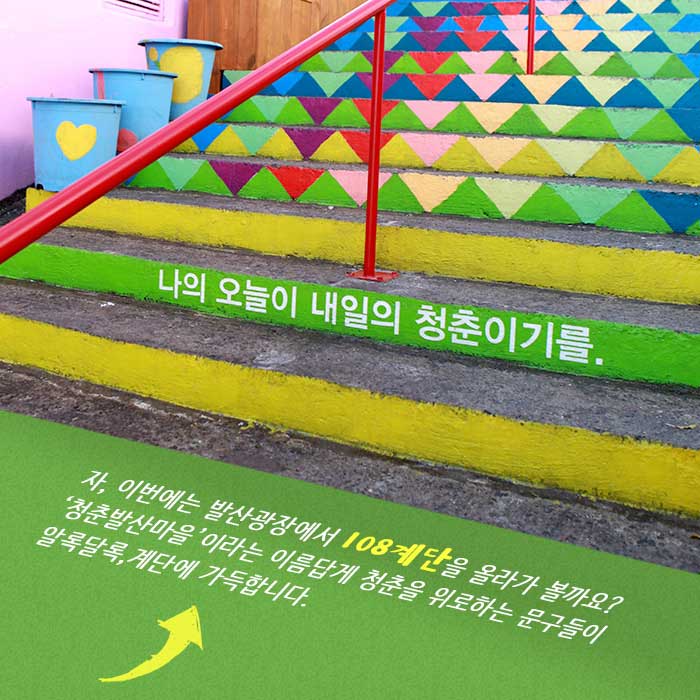 나의 오늘이 내일의 청춘이기를.
자, 이번에는 발산광장에서 108계단을 올라가 볼까요?
'청춘발산마을'이라는 이름답게 청춘을 위로하는 문구들이
알록달록, 계단에 가득합니다.